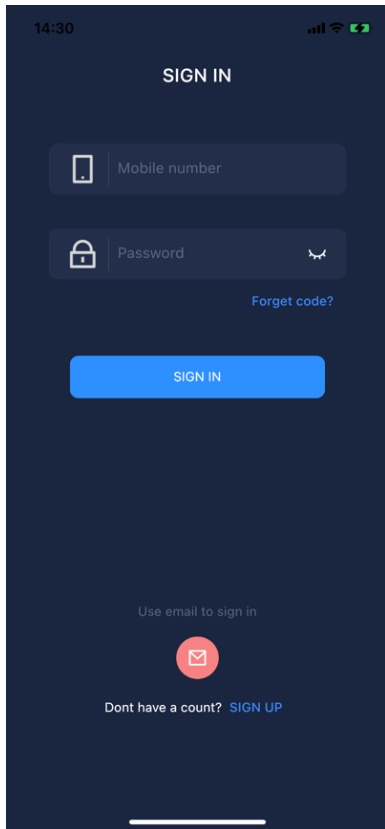 14:30
SIGN IN
Mobile number
Password
Forget code?
SIGN IN
Use email to sign in
Dont have a count? SIGN UP